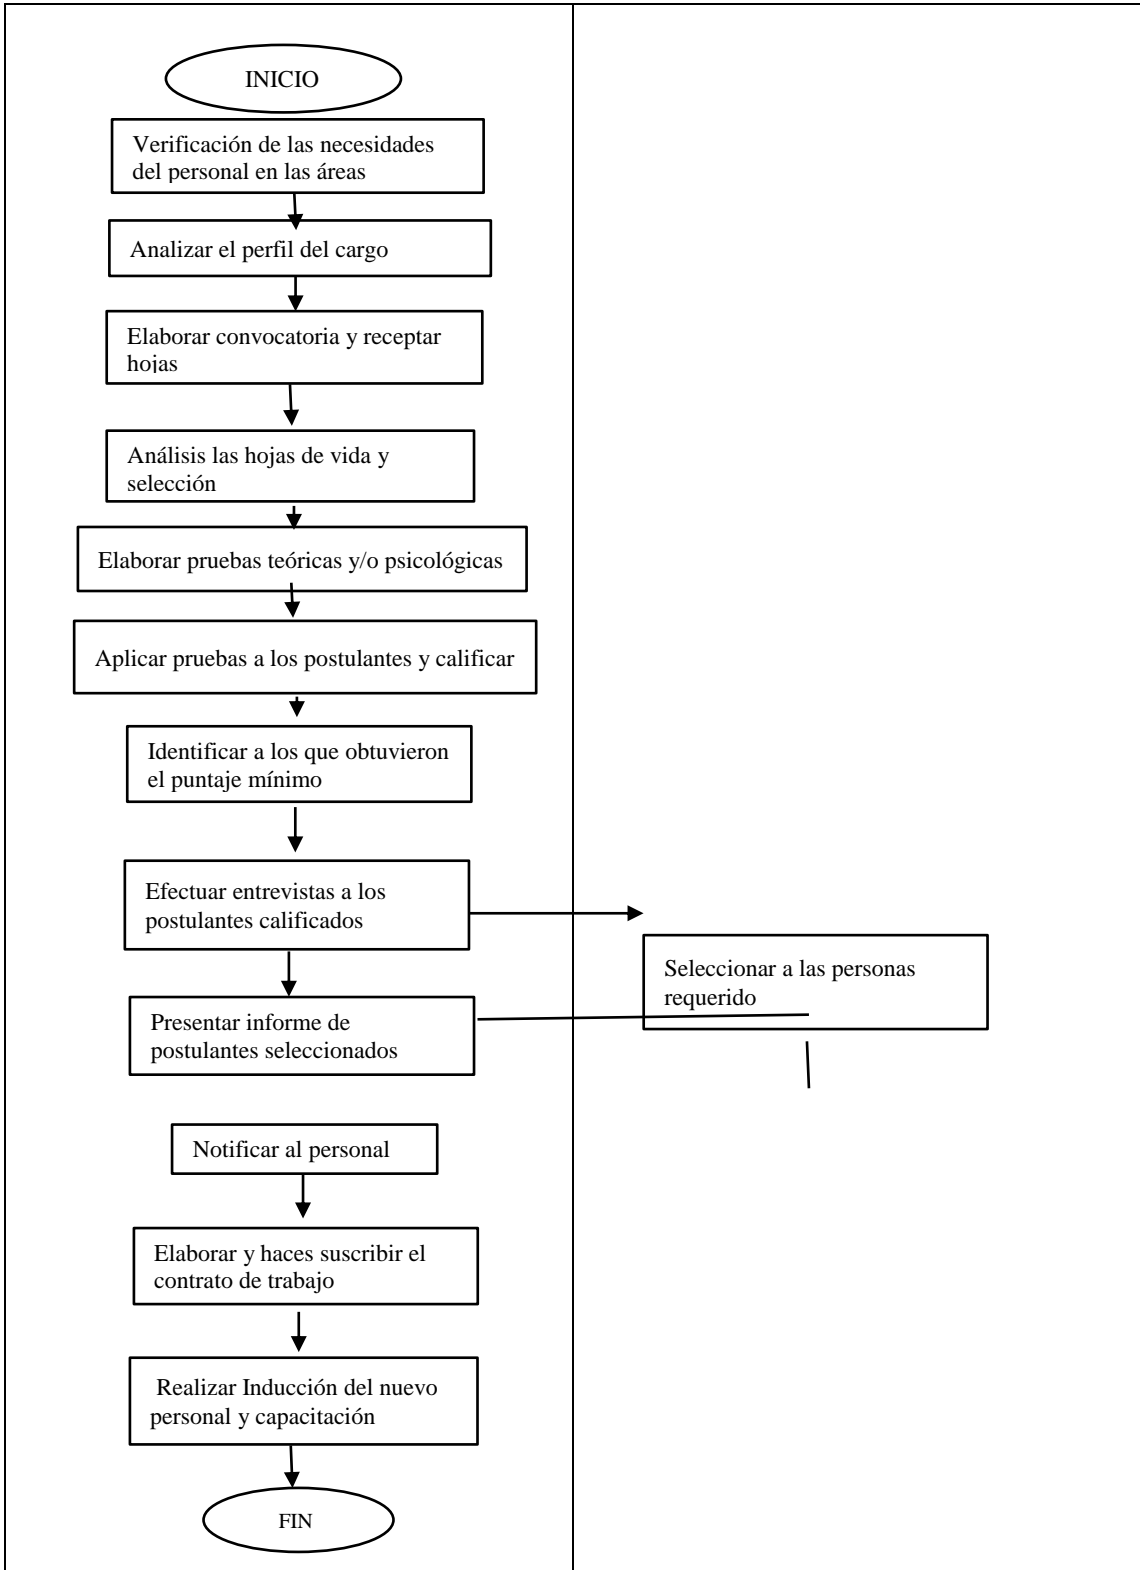 INICIO
Verificación de las necesidades
del personal en las áreas
Analizar el perfil del cargo
Elaborar convocatoria y receptar
hojas
Análisis las hojas de vida y
selección
Elaborar pruebas teóricas y/o psicológicas
Aplicar pruebas a los postulantes y calificar
Identificar a los que obtuvieron
el puntaje mínimo
Efectuar entrevistas a los
postulantes calificados
Seleccionar a las personas
requerido
Presentar informe de
postulantes seleccionados
Notificar al personal
Elaborar y haces suscribir el
contrato de trabajo
Realizar Inducción del nuevo
personal y capacitación
FIN